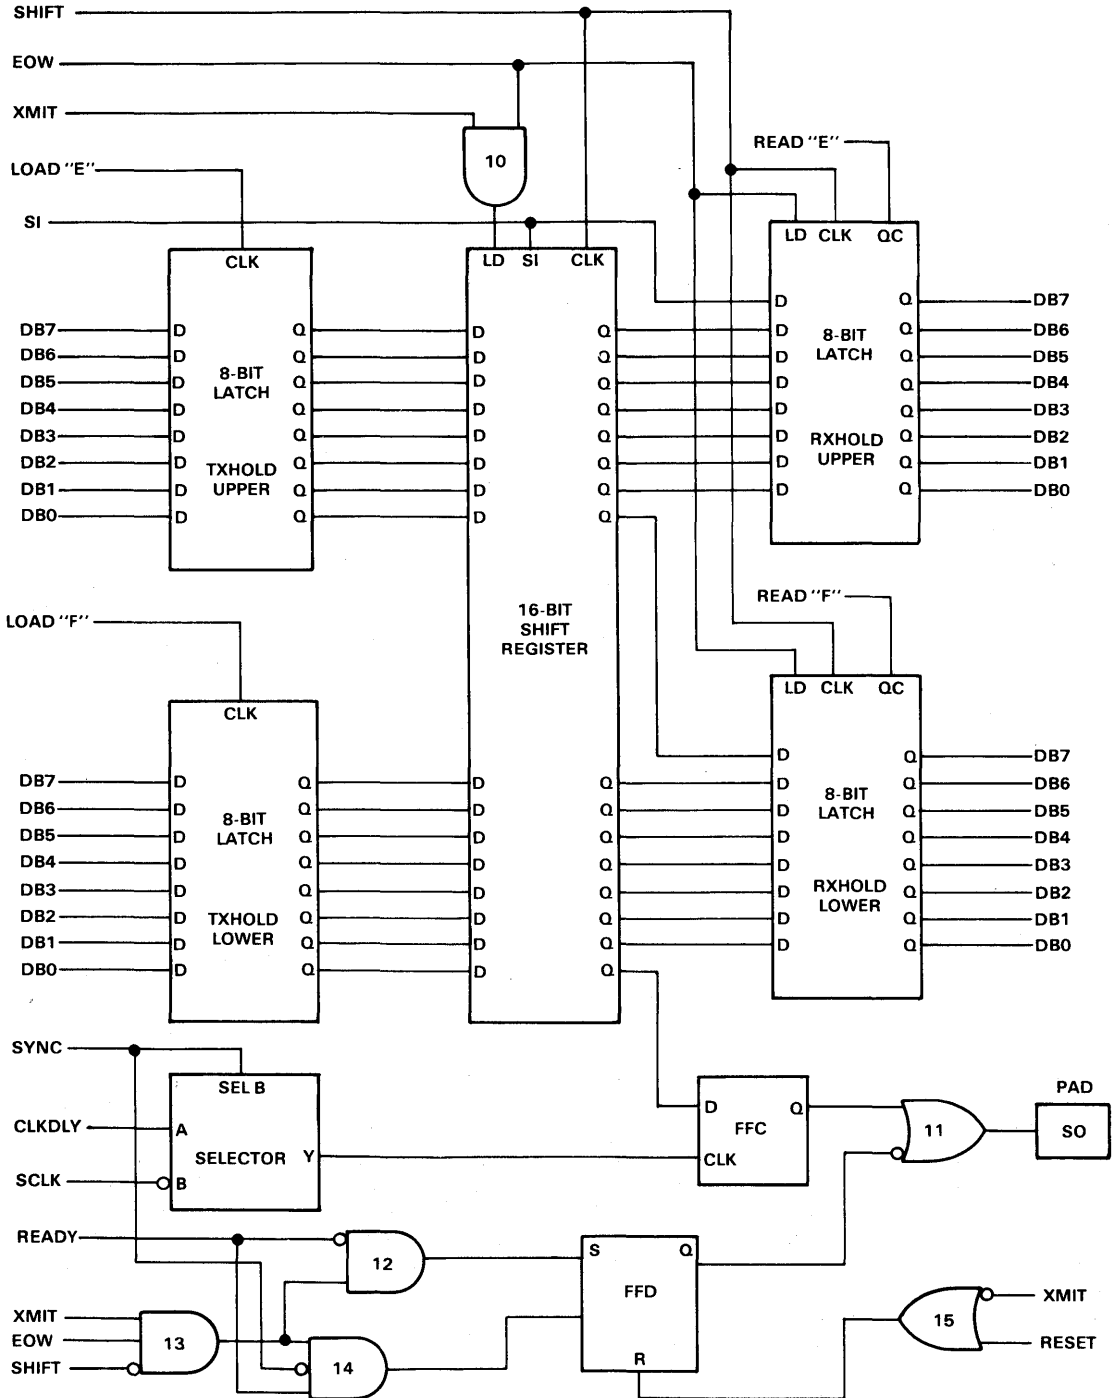 SHIFT
EOW
XMIT
10
READ "E"
LOAD "E"
SI
LD SI CLK
LD CLK QC
CLK
D Q DB7
DB7 D Q D Q D Q DB6
DB6 D Q D Q D Q DB5
DB5 D Q D Q D Q DB4
DB4 D Q D Q D Q DB3
DB3 D Q D Q D Q DB2
DB2 D Q D Q D Q DB1
DB1 D Q D Q D Q DB0
DB0 D Q D Q
8-BIT
LATCH
TXHOLD
UPPER
8-BIT
LATCH
RXHOLD
UPPER
16-BIT
SHIFT
REGISTER
READ "F"
LOAD "F"
LD CLK QC
CLK
D Q DB7
DB7 D Q D Q D Q DB6
DB6 D Q D Q D Q DB5
DB5 D Q D Q D Q DB4
DB4 D Q D Q D Q DB3
DB3 D Q D Q D Q DB2
DB2 D Q D Q D Q DB1
DB1 D Q D Q D Q DB0
DB0 D Q D Q
8-BIT
LATCH
TXHOLD
LOWER
8-BIT
LATCH
RXHOLD
LOWER
SYNC
SEL B
CLKDLY A
SELECTOR Y
SCLK B
D Q
FFC
CLK
11
PAD
SO
READY
12
S Q
FFD
R
XMIT
EOW
SHIFT
13
14
15
XMIT
RESET